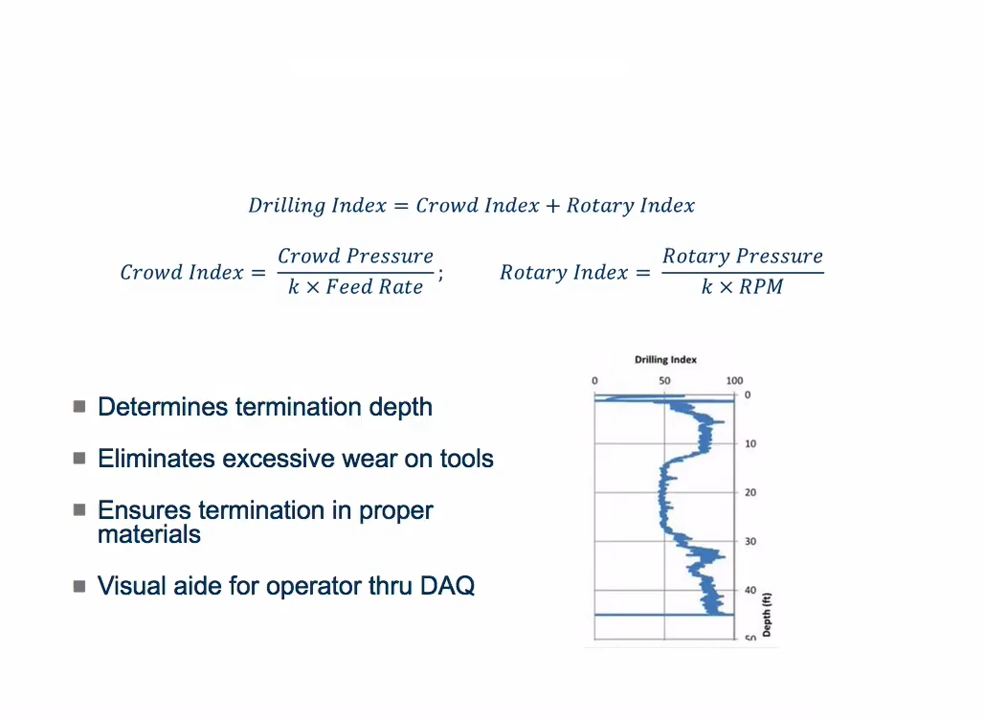 Drilling Index = Crowd Index + Rotary Index
Crowd Index = Crowd Pressure / k × Feed Rate ; Rotary Index = Rotary Pressure / k × RPM
Determines termination depth
Eliminates excessive wear on tools
Ensures termination in proper
materials
Visual aide for operator thru DAQ
Drilling Index
0 50 100
0
10
20
30
40
50
Depth (ft)